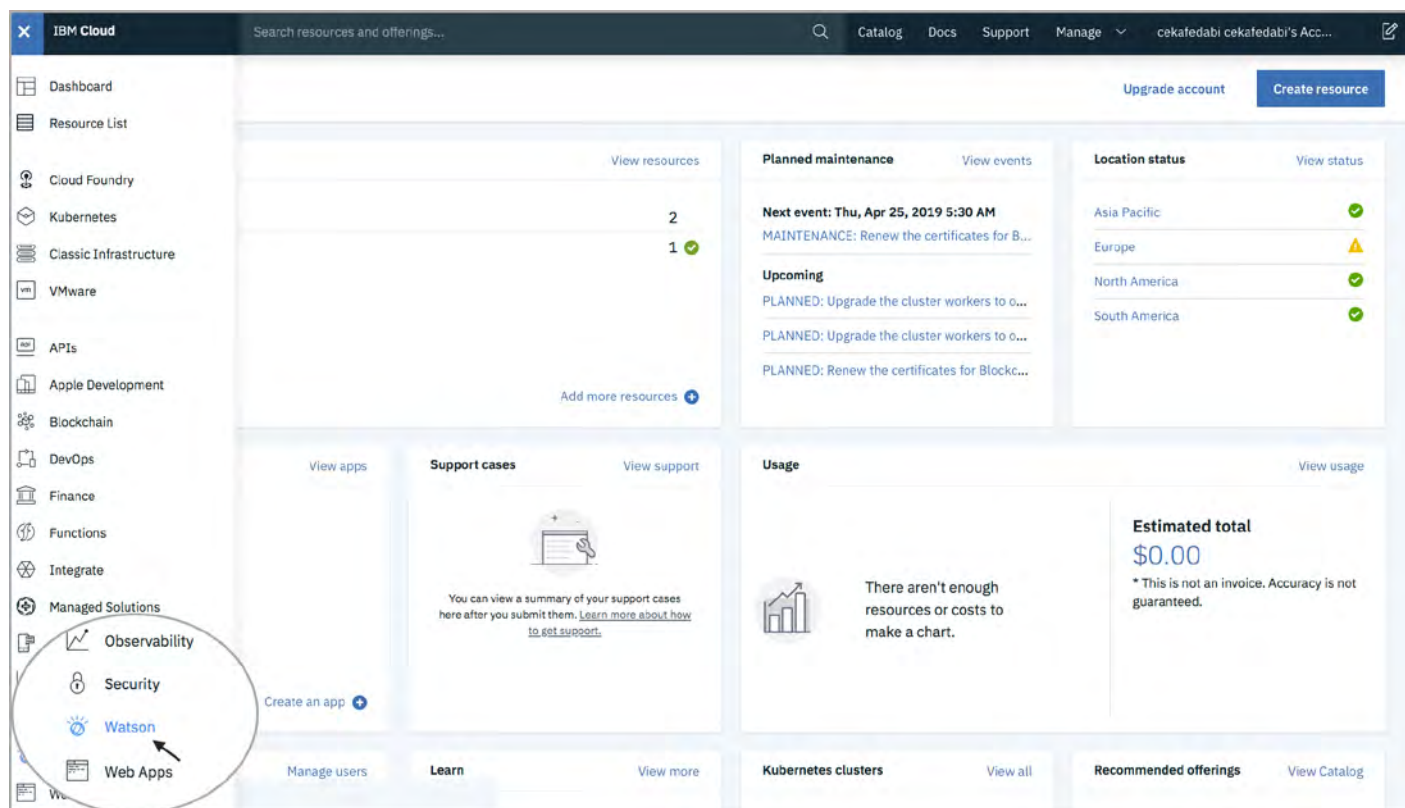 IBM Cloud
Search resources and offerings...
Catalog
Docs
Support
Manage
cekafedabi cekafedabi's Acc...
Dashboard
Resource List
Cloud Foundry
Kubernetes
Classic Infrastructure
VMware
APIs
Apple Development
Blockchain
DevOps
Finance
Functions
Integrate
Managed Solutions
Observability
Security
Watson
Web Apps
Upgrade account
Create resource
View resources
2
1
Add more resources
Planned maintenance
View events
Next event: Thu, Apr 25, 2019 5:30 AM
MAINTENANCE: Renew the certificates for B...
Upcoming
PLANNED: Upgrade the cluster workers to o...
PLANNED: Upgrade the cluster workers to o...
PLANNED: Renew the certificates for Blockc...
Location status
View status
Asia Pacific
Europe
North America
South America
View apps
Create an app
Support cases
View support
You can view a summary of your support cases
here after you submit them. Learn more about how
to get support.
Usage
View usage
There aren't enough
resources or costs to
make a chart.
Estimated total
$0.00
* This is not an invoice. Accuracy is not
guaranteed.
Manage users
Learn
View more
Kubernetes clusters
View all
Recommended offerings
View Catalog